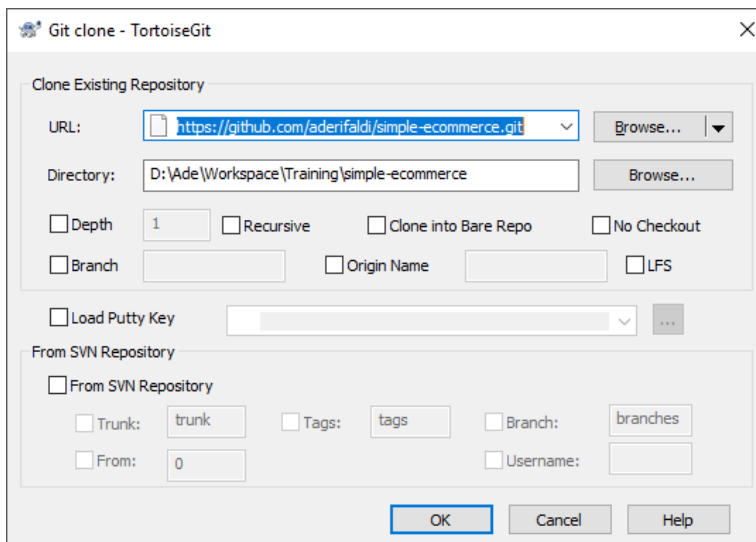 Git clone - TortoiseGit
Clone Existing Repository
URL: https://github.com/aderifaldi/simple-ecommerce.git Browse...
Directory: D:\Ade\Workspace\Training\simple-ecommerce Browse...
Depth 1 Recursive Clone into Bare Repo No Checkout
Branch Origin Name LFS
Load Putty Key ...
From SVN Repository
From SVN Repository
Trunk: trunk Tags: tags Branch: branches
From: 0 Username:
OK Cancel Help